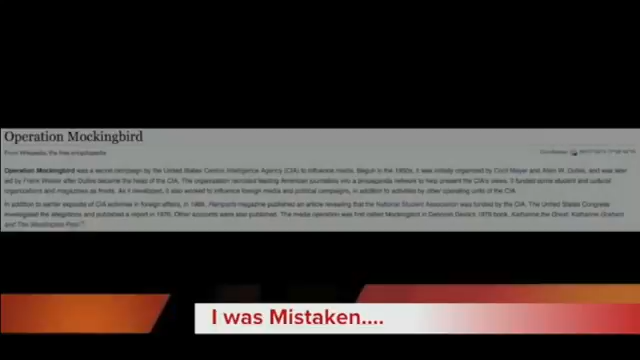 Operation Mockingbird
From Wikipedia, the free encyclopedia
Operation Mockingbird was a secret campaign by the United States Central Intelligence Agency (CIA) to influence media. Begun in the 1950s, it was initially organized by Cord Meyer and Allen W. Dulles, and was later
led by Frank Wisner after Dulles became the head of the CIA. The organization recruited leading American journalists into a propaganda network to help present the CIA's views. It funded some student and cultural
organizations and magazines as fronts. As it developed, it also worked to influence foreign media and political campaigns, in addition to activities by other operating units of the CIA.
In addition to earlier exposés of CIA activities in foreign affairs, in 1966, Ramparts magazine published an article revealing that the National Student Association was funded by the CIA. The United States Congress
investigated the allegations and published a report in 1976. Other accounts were also published. The media operation was first called Mockingbird in Deborah Davis's 1979 book, Katharine the Great: Katharine Graham
and The Washington Post.
I was Mistaken....